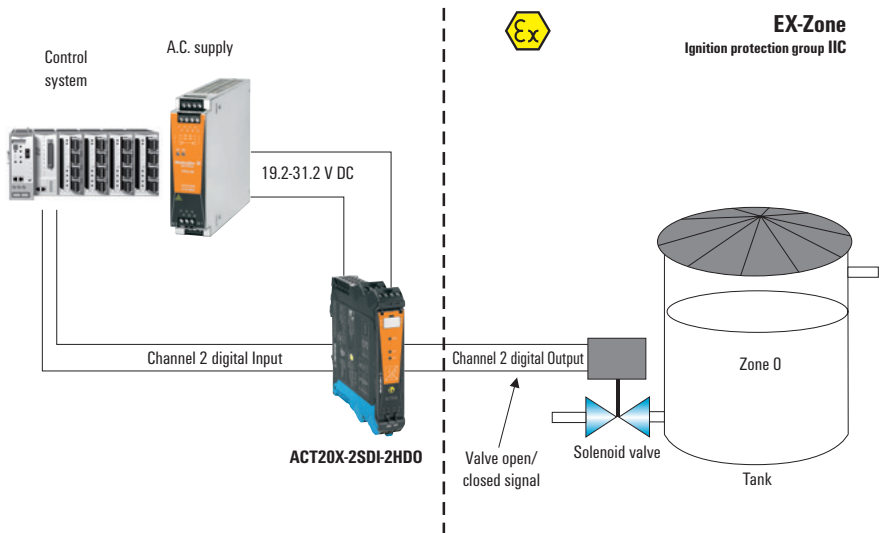 Control
system
A.C. supply
Ex
EX-Zone
Ignition protection group IIC
19.2-31.2 V DC
Channel 2 digital Input
Channel 2 digital Output
Zone 0
ACT20X-2SDI-2HDO
Valve open/
closed signal
Solenoid valve
Tank